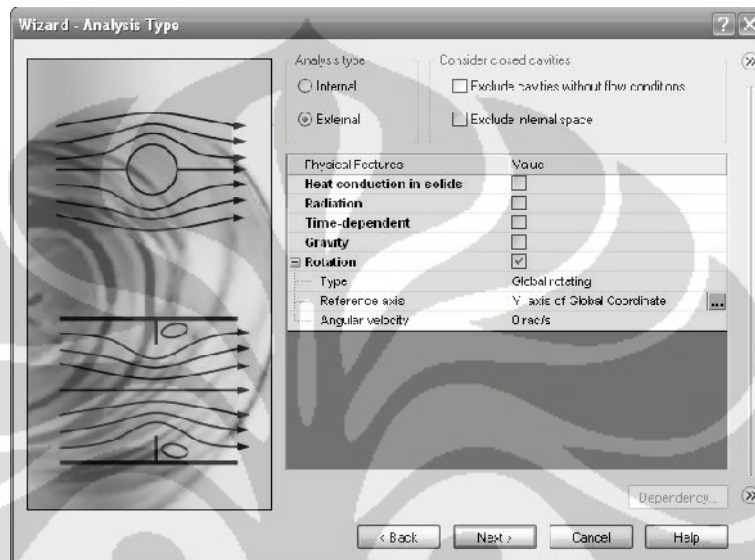 Wizard - Analysis Type
Analysis type
Internal
External
Consider closed cavities
Exclude cavities without flow conditions
Exclude internal space
Physical Features Value
Heat conduction in solids
Radiation
Time-dependent
Gravity
Rotation
Type Global rotating
Reference axis Y axis of Global Coordinate ...
Angular velocity 0 rad/s
Dependency...
< Back Next > Cancel Help